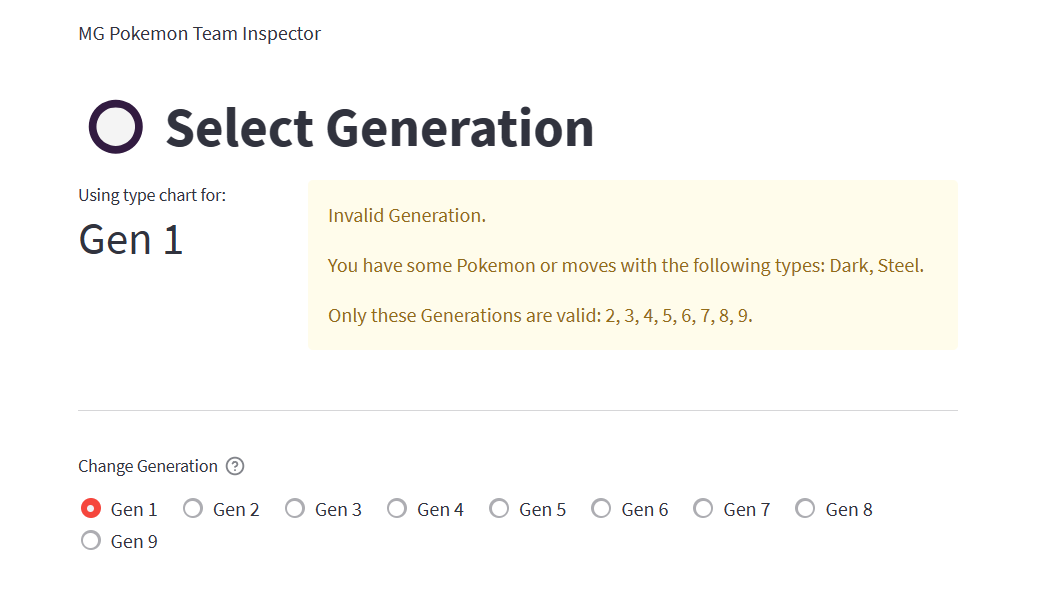 MG Pokemon Team Inspector
Select Generation
Using type chart for:
Gen 1
Invalid Generation.
You have some Pokemon or moves with the following types: Dark, Steel.
Only these Generations are valid: 2, 3, 4, 5, 6, 7, 8, 9.
Change Generation ?
Gen 1 Gen 2 Gen 3 Gen 4 Gen 5 Gen 6 Gen 7 Gen 8
Gen 9